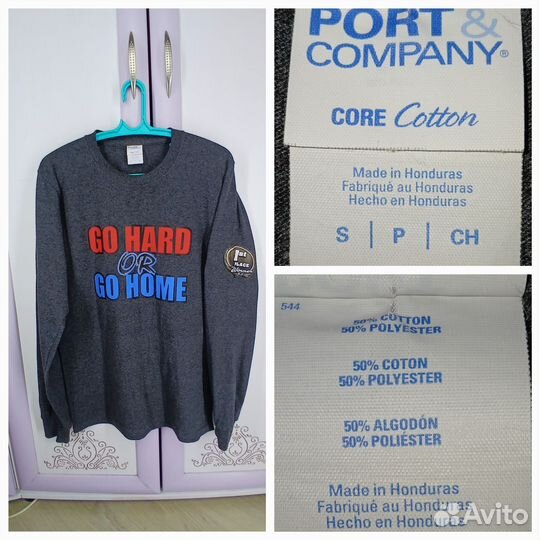 GO HARD
OR
GO HOME
1st
PLACE
PORT &
COMPANY®
CORE Cotton
Made in Honduras
Fabriqué au Honduras
Hecho en Honduras
S | P | CH
544
50% COTTON
50% POLYESTER
50% COTON
50% POLYESTER
50% ALGODÓN
50% POLIÉSTER
Made in Honduras
Fabriqué au Honduras
Hecho en Honduras
Avito